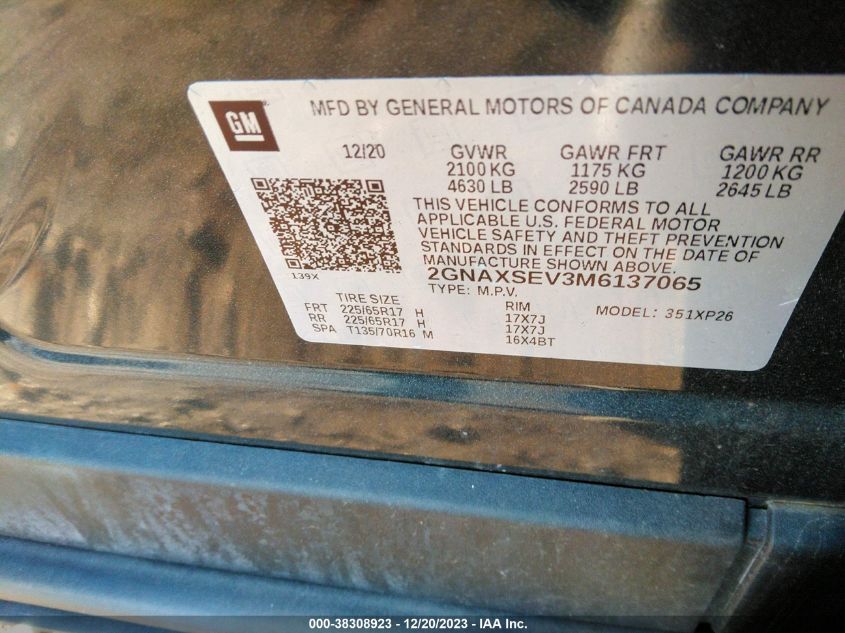 GM
MFD BY GENERAL MOTORS OF CANADA COMPANY
12/20 GVWR GAWR FRT GAWR RR
2100 KG 1175 KG 1200 KG
4630 LB 2590 LB 2645 LB
THIS VEHICLE CONFORMS TO ALL
APPLICABLE U.S. FEDERAL MOTOR
VEHICLE SAFETY AND THEFT PREVENTION
STANDARDS IN EFFECT ON THE DATE OF
MANUFACTURE SHOWN ABOVE.
139X
2GNAXSEV3M6137065
TYPE: M.P.V.
TIRE SIZE RIM MODEL: 351XP26
FRT 225/65R17 H 17X7J
RR 225/65R17 H 17X7J
SPA T135/70R16 M 16X4BT
000-38308923 - 12/20/2023 - IAA Inc.